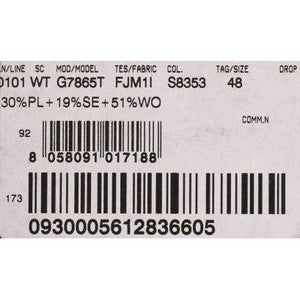 N/LINE SC MOD/MODEL TES/FABRIC COL. TAG/SIZE DROP
0101 WT G7865T FJM1I S8353 48
30%PL+19%SE+51%WO
COMM.N
92
8 058091 017188
173
0930005612836605